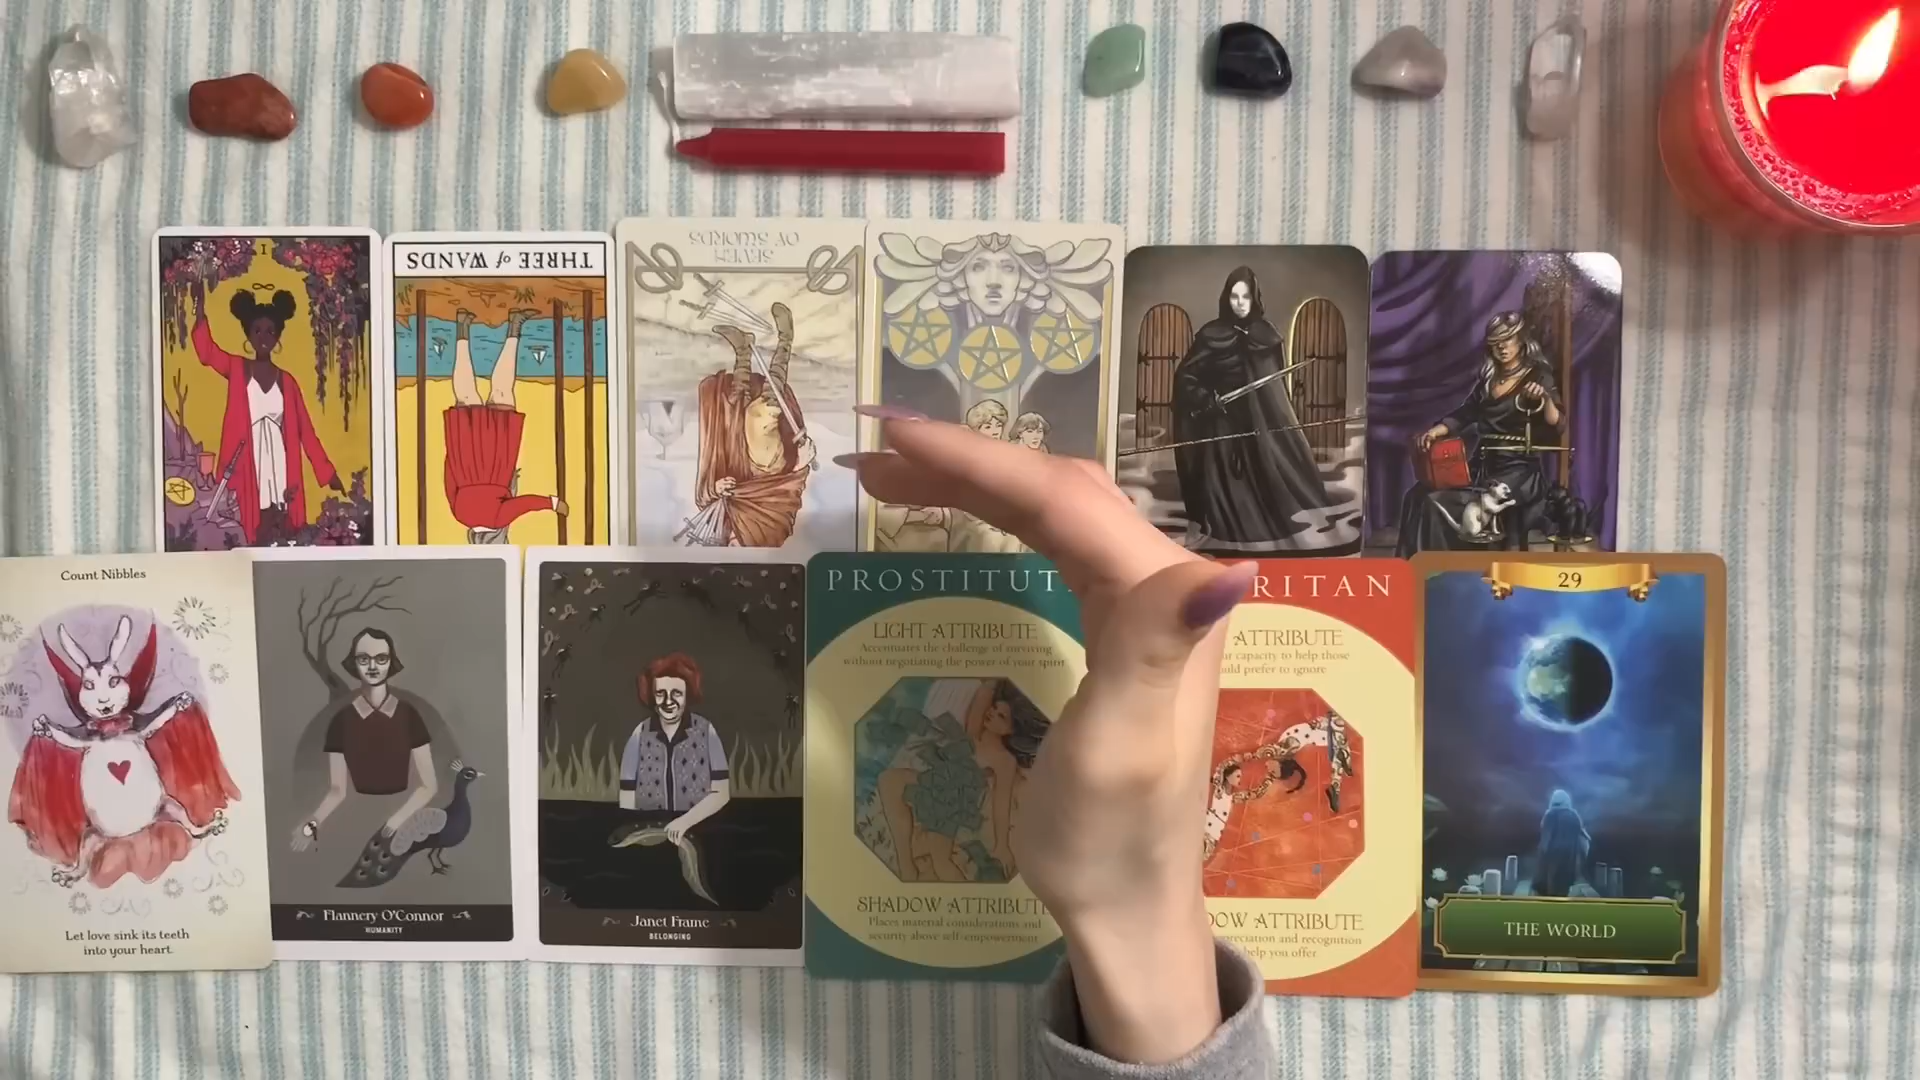 I
THREE of WANDS
SEVEN
OF SWORDS
Count Nibbles
Let love sink its teeth
into your heart.
Flannery O'Connor
HUMANITY
Janet Frame
BELONGING
PROSTITUT
LIGHT ATTRIBUTE
Accentuates the challenge of surviving
without negotiating the power of your spirit
SHADOW ATTRIBUTE
Places material considerations and
security above self-empowerment
RITAN
ATTRIBUTE
capacity to help those
prefer to ignore
ATTRIBUTE
and recognition
help you offer
29
THE WORLD